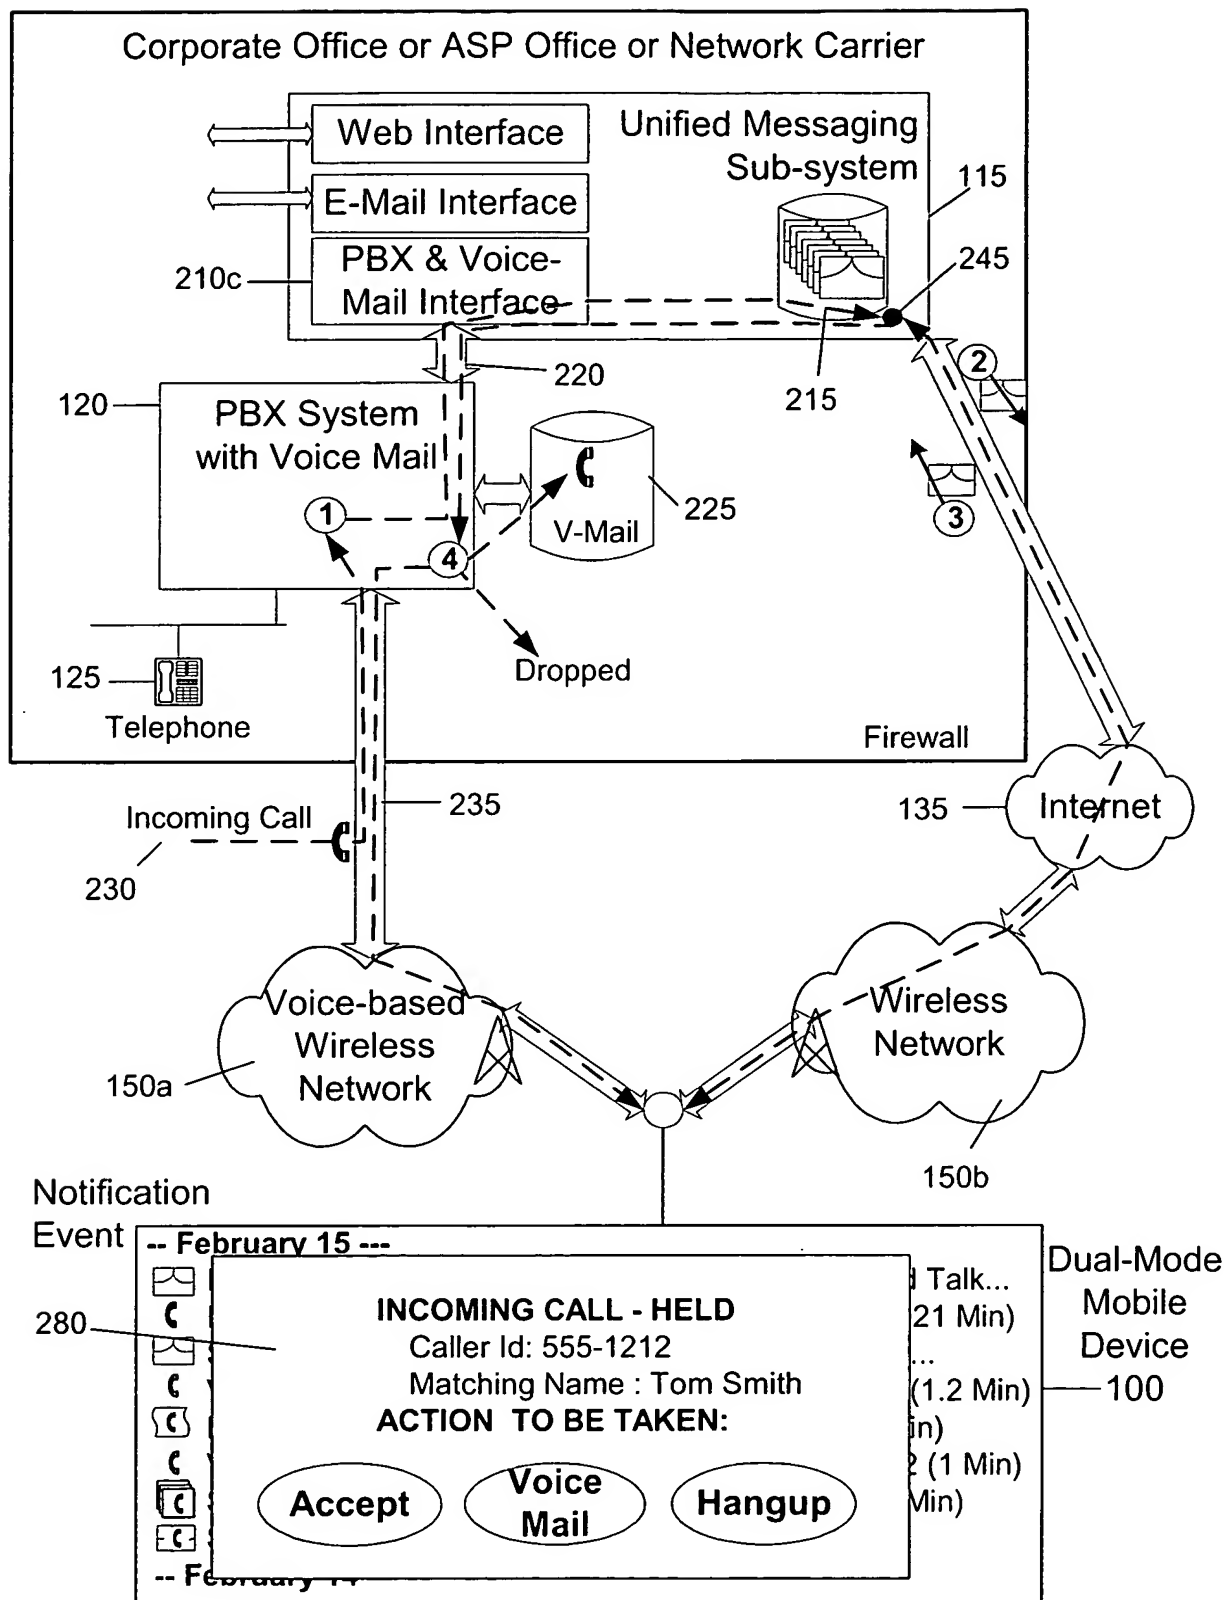 Corporate Office or ASP Office or Network Carrier
Web Interface
Unified Messaging
Sub-system
E-Mail Interface
115
PBX & Voice-
Mail Interface
210c
245
220
215
120
PBX System
with Voice Mail
2
1
4
V-Mail
225
3
Dropped
125
Telephone
Firewall
Incoming Call
235
135
Internet
230
Voice-based
Wireless
Network
Wireless
Network
150a
150b
Notification
Event
-- February 15 ---
Dual-Mode
Mobile
Device
100
Talk...
21 Min)
...
(1.2 Min)
in)
2 (1 Min)
Min)
280
INCOMING CALL - HELD
Caller Id: 555-1212
Matching Name : Tom Smith
ACTION TO BE TAKEN:
Accept
Voice
Mail
Hangup
-- February 14